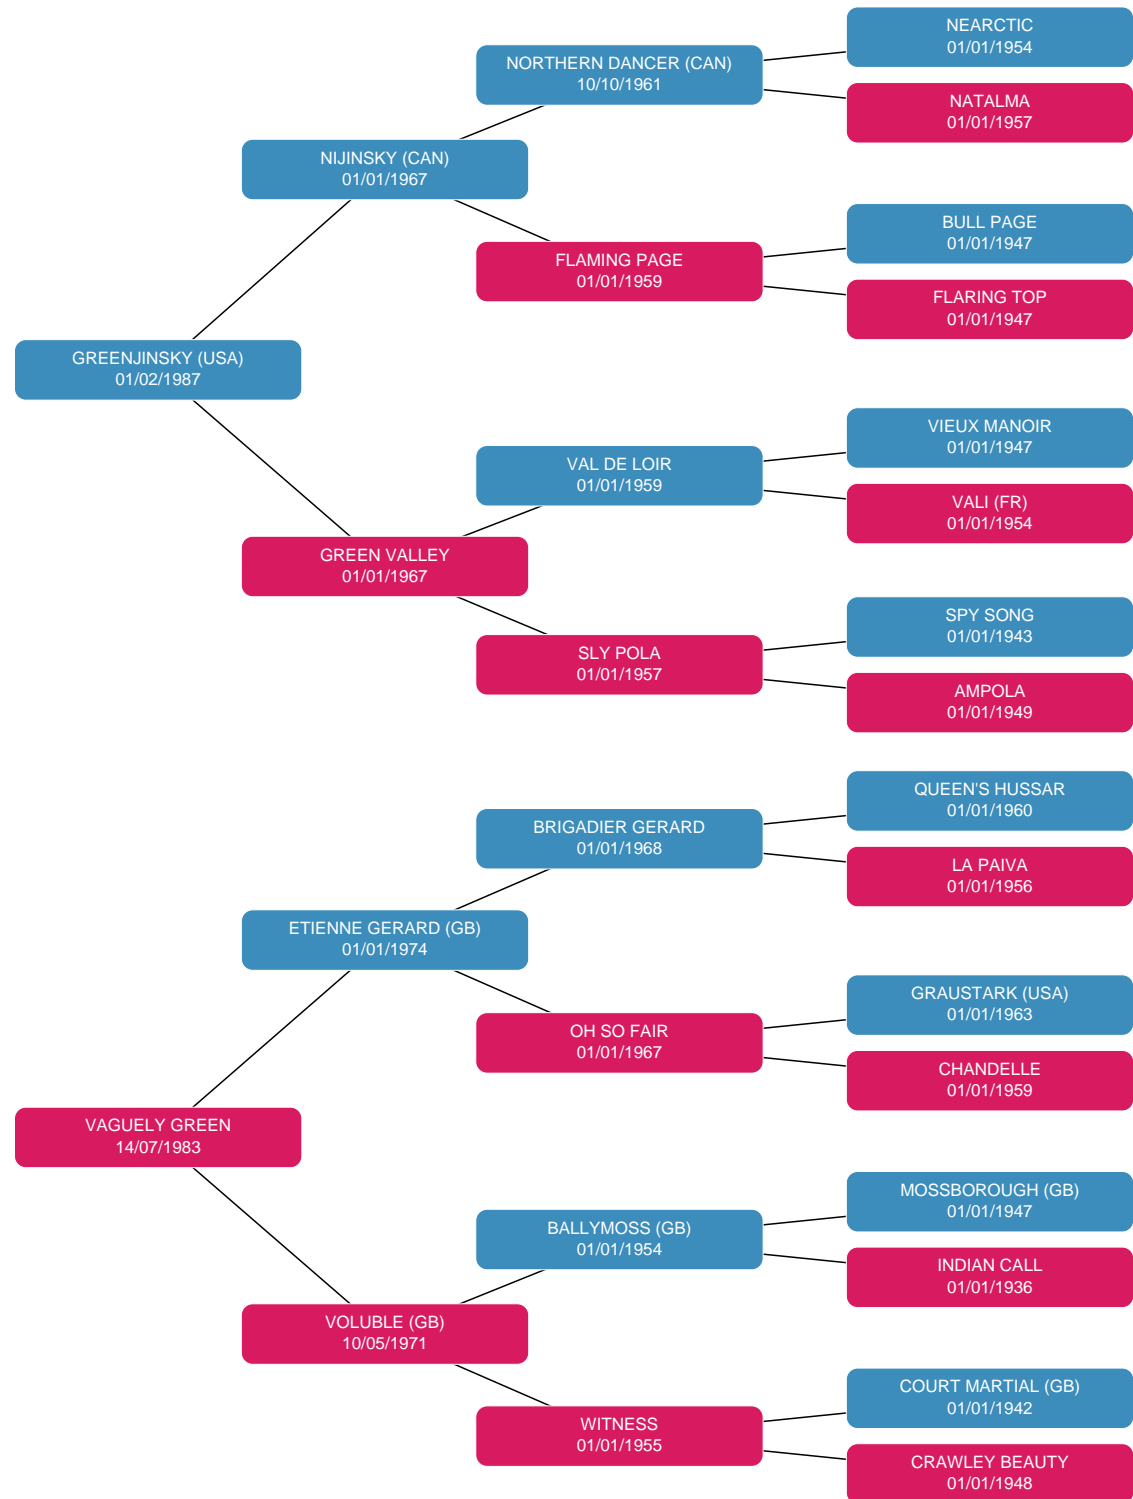 NEARCTIC
01/01/1954
NORTHERN DANCER (CAN)
10/10/1961
NATALMA
01/01/1957
NIJINSKY (CAN)
01/01/1967
BULL PAGE
01/01/1947
FLAMING PAGE
01/01/1959
FLARING TOP
01/01/1947
GREENJINSKY (USA)
01/02/1987
VIEUX MANOIR
01/01/1947
VAL DE LOIR
01/01/1959
VALI (FR)
01/01/1954
GREEN VALLEY
01/01/1967
SPY SONG
01/01/1943
SLY POLA
01/01/1957
AMPOLA
01/01/1949
QUEEN'S HUSSAR
01/01/1960
BRIGADIER GERARD
01/01/1968
LA PAIVA
01/01/1956
ETIENNE GERARD (GB)
01/01/1974
GRAUSTARK (USA)
01/01/1963
OH SO FAIR
01/01/1967
CHANDELLE
01/01/1959
VAGUELY GREEN
14/07/1983
MOSSBOROUGH (GB)
01/01/1947
BALLYMOSS (GB)
01/01/1954
INDIAN CALL
01/01/1936
VOLUBLE (GB)
10/05/1971
COURT MARTIAL (GB)
01/01/1942
WITNESS
01/01/1955
CRAWLEY BEAUTY
01/01/1948